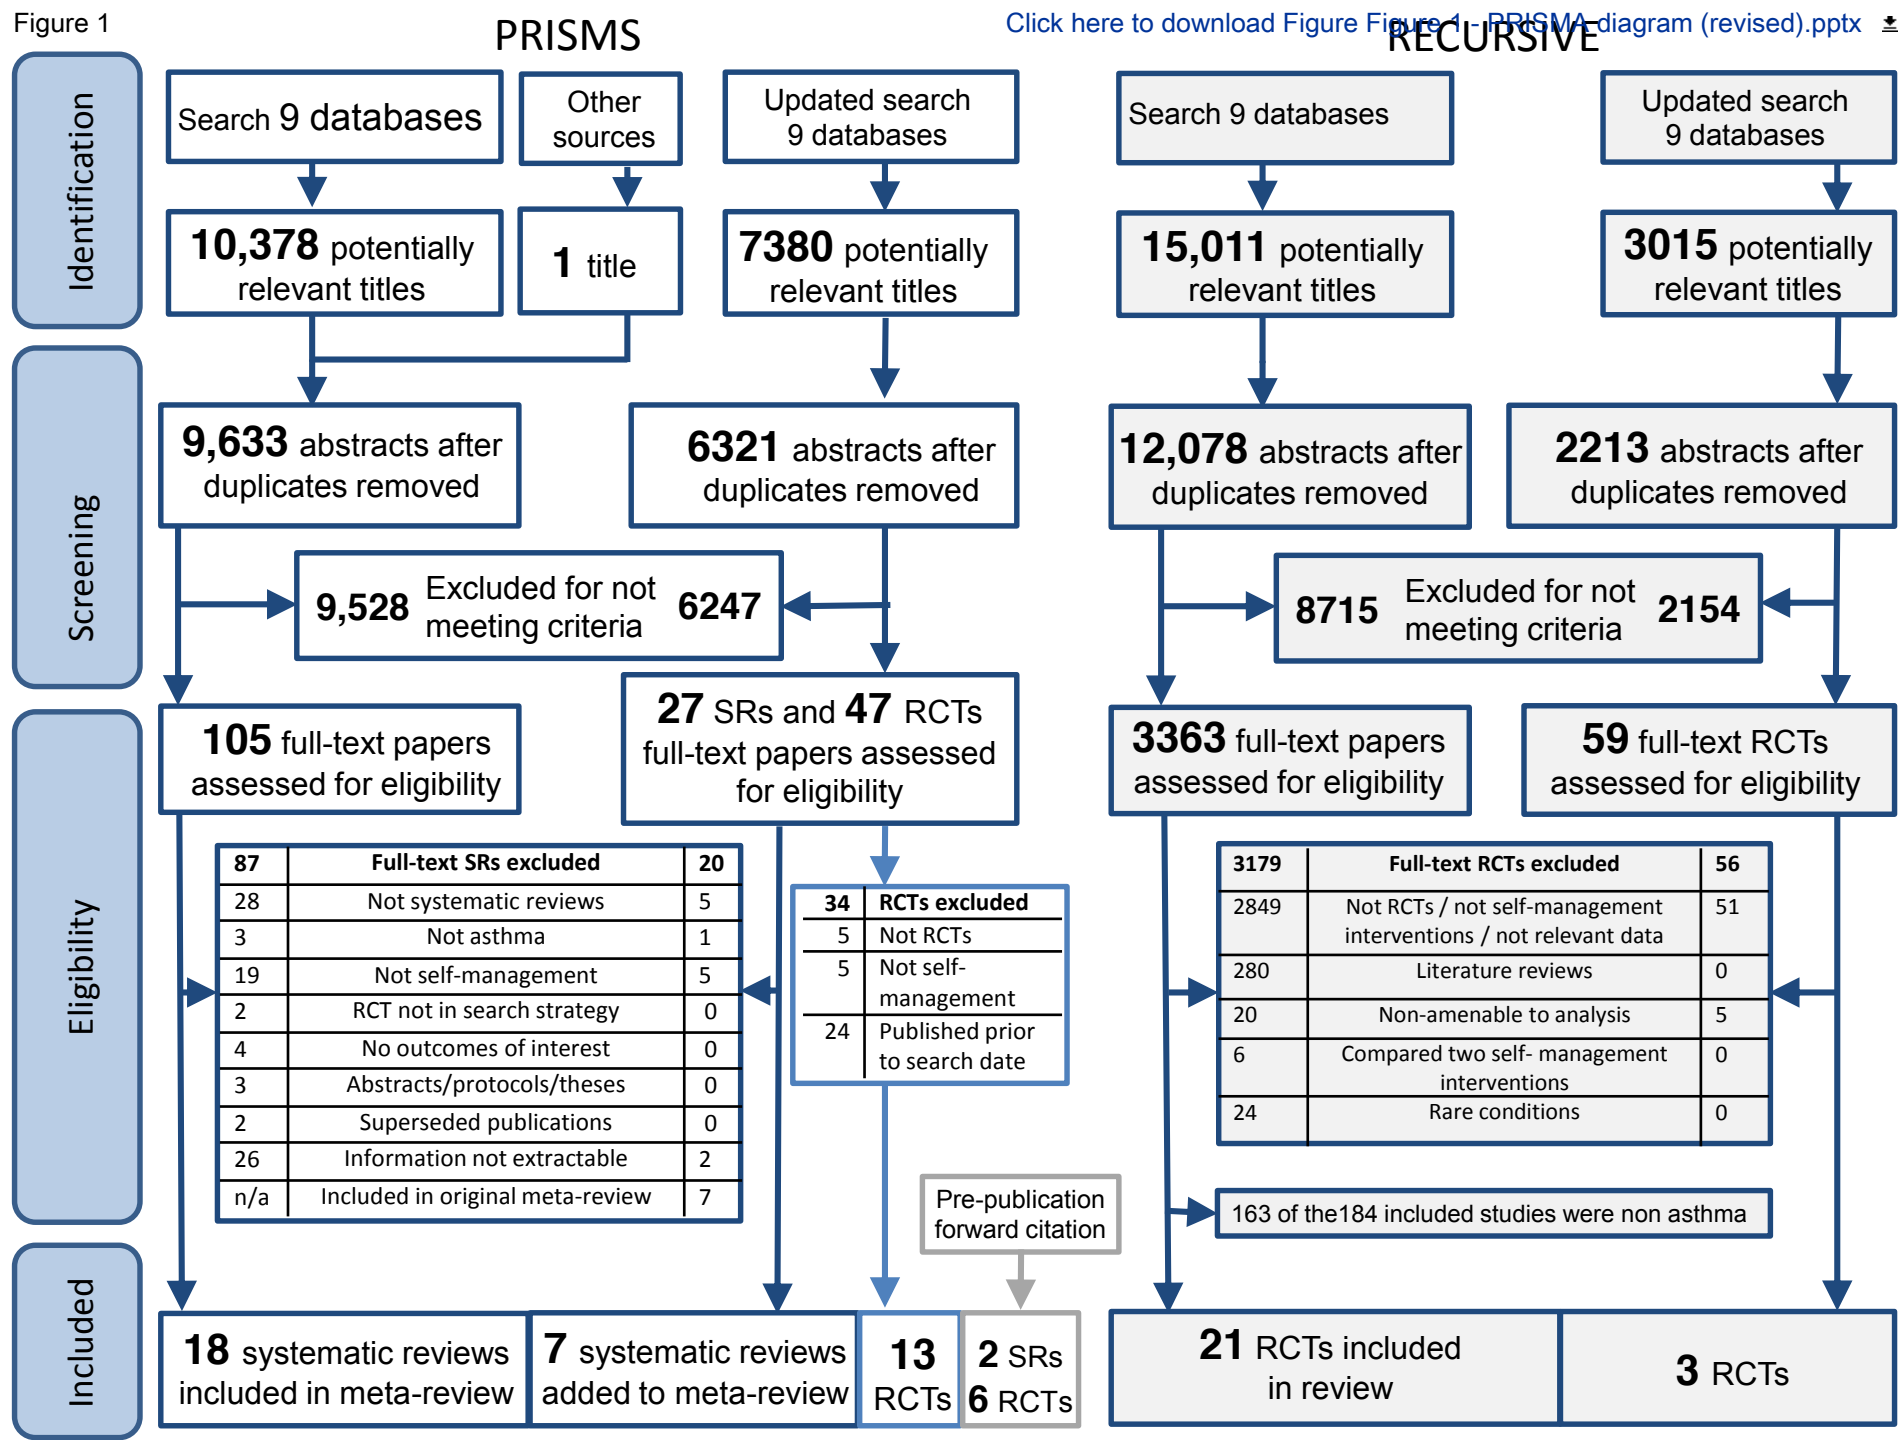 Figure 1
Click here to download Figure Figure 1 - PRISMA diagram (revised).pptx
PRISMS
RECURSIVE
Identification
Search 9 databases
Other
sources
Updated search
9 databases
Search 9 databases
Updated search
9 databases
10,378 potentially
relevant titles
1 title
7380 potentially
relevant titles
15,011 potentially
relevant titles
3015 potentially
relevant titles
Screening
9,633 abstracts after
duplicates removed
6321 abstracts after
duplicates removed
12,078 abstracts after
duplicates removed
2213 abstracts after
duplicates removed
9,528 Excluded for not
meeting criteria 6247
8715 Excluded for not
meeting criteria 2154
Eligibility
105 full-text papers
assessed for eligibility
27 SRs and 47 RCTs
full-text papers assessed
for eligibility
3363 full-text papers
assessed for eligibility
59 full-text RCTs
assessed for eligibility
87 Full-text SRs excluded 20
28 Not systematic reviews 5
3 Not asthma 1
19 Not self-management 5
2 RCT not in search strategy 0
4 No outcomes of interest 0
3 Abstracts/protocols/theses 0
2 Superseded publications 0
26 Information not extractable 2
n/a Included in original meta-review 7
34 RCTs excluded
5 Not RCTs
5 Not self-
management
24 Published prior
to search date
3179 Full-text RCTs excluded 56
2849 Not RCTs / not self-management 51
interventions / not relevant data
280 Literature reviews 0
20 Non-amenable to analysis 5
6 Compared two self- management 0
interventions
24 Rare conditions 0
Pre-publication
forward citation
163 of the184 included studies were non asthma
Included
18 systematic reviews
included in meta-review
7 systematic reviews
added to meta-review
13
RCTs
2 SRs
6 RCTs
21 RCTs included
in review
3 RCTs